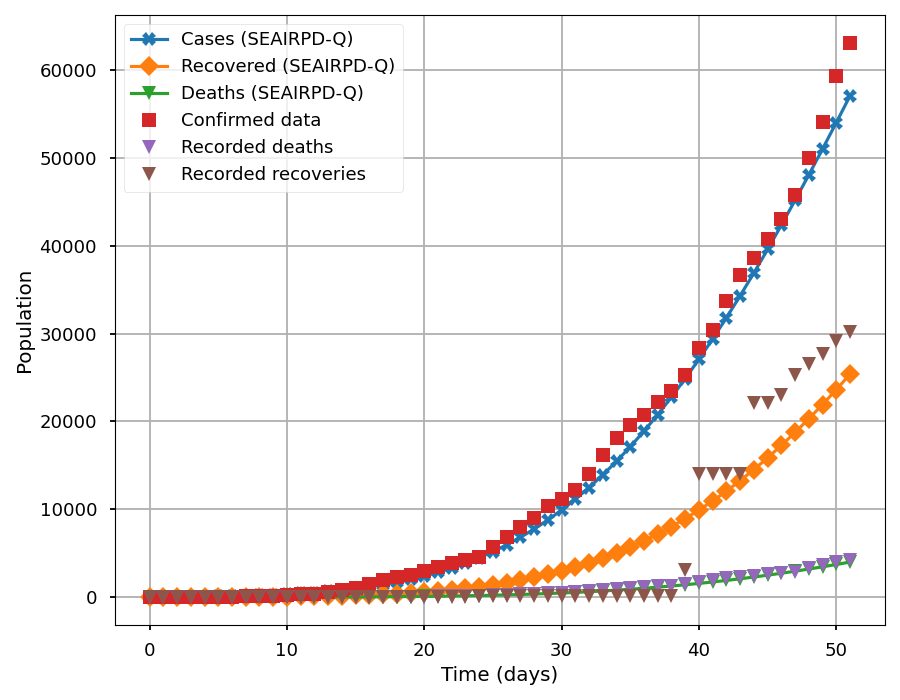 Cases (SEAIRPD-Q)
Recovered (SEAIRPD-Q)
Deaths (SEAIRPD-Q)
Confirmed data
Recorded deaths
Recorded recoveries
60000
50000
40000
30000
20000
10000
0
Population
0 10 20 30 40 50
Time (days)